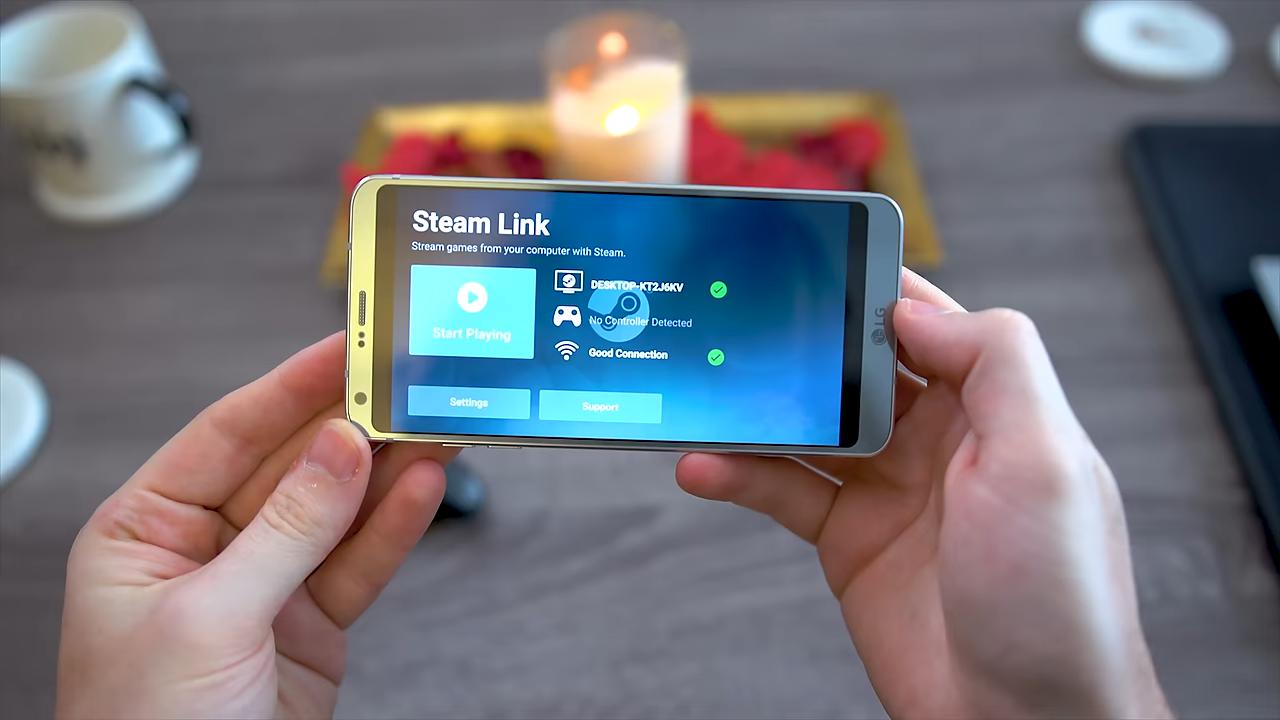 Steam Link
Stream games from your computer with Steam.
Start Playing
DESKTOP-KT2J6KV
No Controller Detected
Good Connection
Settings
Support
LG